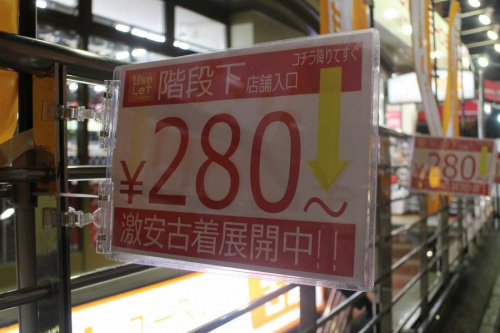 コチラ降りてすぐ
Use
Let
階段下 店舗入口
¥280~
激安古着展開中!!
¥280~